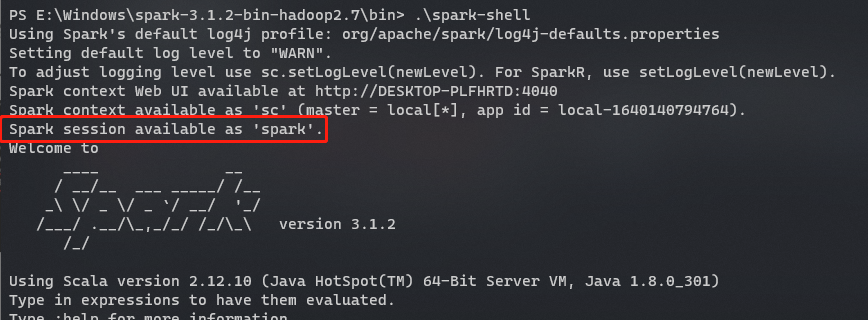 PS E:\Windows\spark-3.1.2-bin-hadoop2.7\bin> .\spark-shell
Using Spark's default log4j profile: org/apache/spark/log4j-defaults.properties
Setting default log level to "WARN".
To adjust logging level use sc.setLogLevel(newLevel). For SparkR, use setLogLevel(newLevel).
Spark context Web UI available at http://DESKTOP-PLFHRTD:4040
Spark context available as 'sc' (master = local[*], app id = local-1640140794764).
Spark session available as 'spark'.
Welcome to
      ____              __
     / __/__  ___ _____/ /__
    _\ \/ _ \/ _ `/ __/  '_/
   /___/ .__/\_,_/_/ /_/\_\   version 3.1.2
      /_/
Using Scala version 2.12.10 (Java HotSpot(TM) 64-Bit Server VM, Java 1.8.0_301)
Type in expressions to have them evaluated.
Type :help for more information.